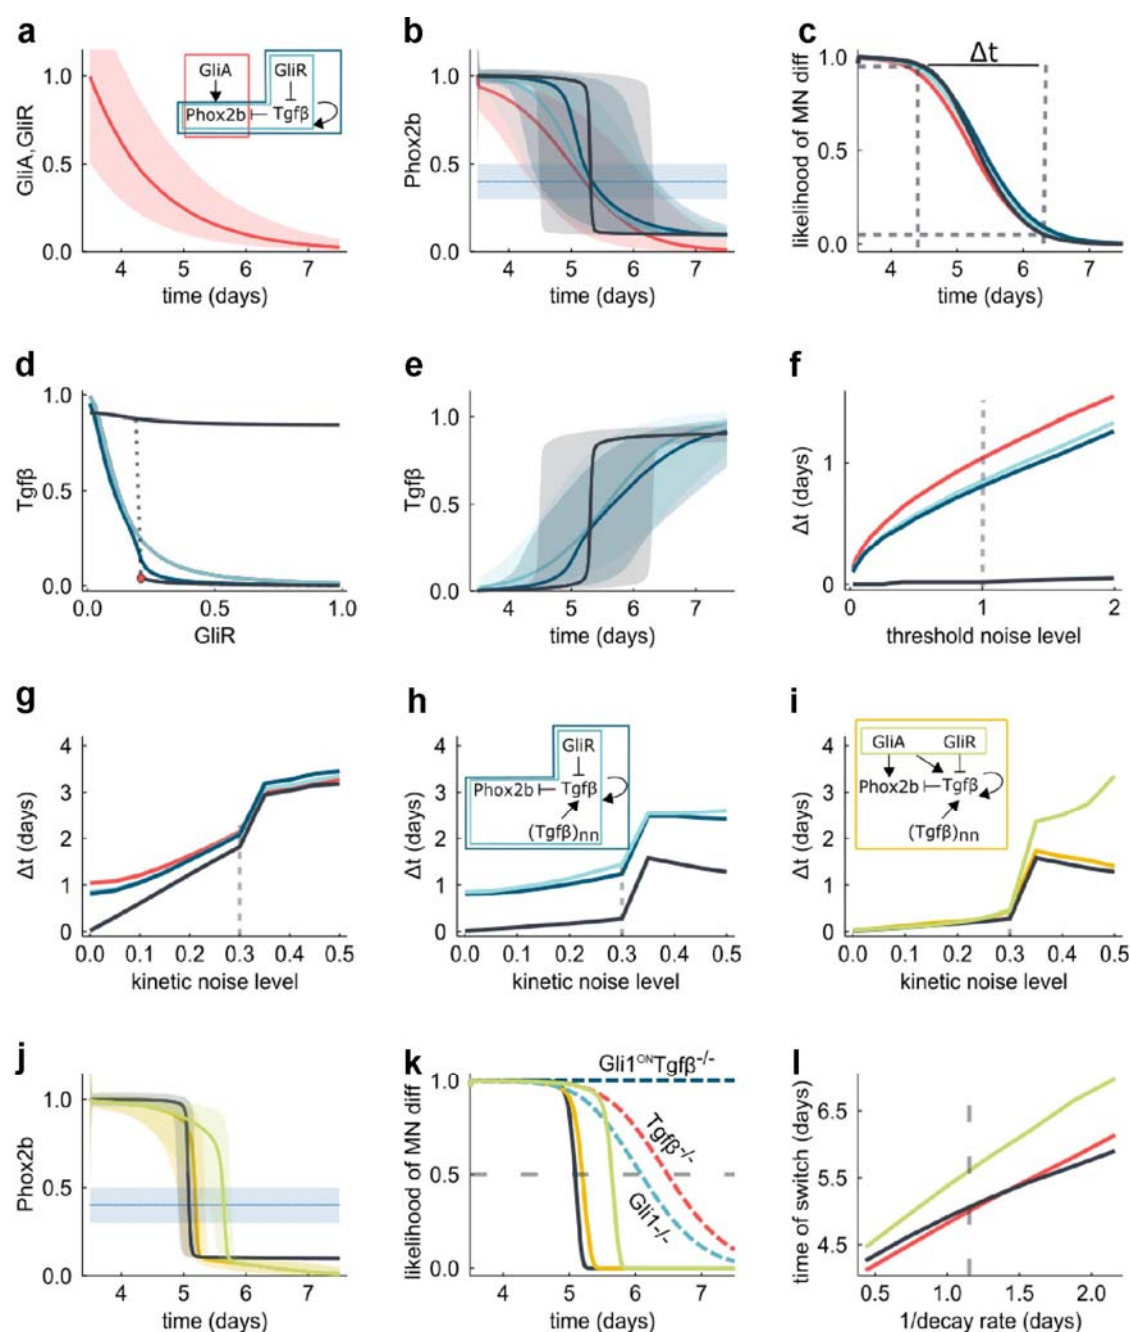 a
GliA,GliR
1.0
0.5
0.0
4
5
6
7
time (days)
GliA
GliR
Phox2b
Tgfβ
b
Phox2b
1.0
0.5
0.0
4
5
6
7
time (days)
c
likelihood of MN diff
1.0
0.5
0.0
Δt
4
5
6
7
time (days)
d
Tgfβ
1.0
0.5
0.0
0.0
0.5
1.0
GliR
e
Tgfβ
1.0
0.5
0.0
4
5
6
7
time (days)
f
Δt (days)
1
0
0
1
2
threshold noise level
g
Δt (days)
4
3
2
1
0
0.0
0.1
0.2
0.3
0.4
0.5
kinetic noise level
h
Δt (days)
4
3
2
1
0
GliR
Phox2b
Tgfβ
(Tgfβ)nn
0.0
0.1
0.2
0.3
0.4
0.5
kinetic noise level
i
Δt (days)
4
3
2
1
0
GliA
GliR
Phox2b
Tgfβ
(Tgfβ)nn
0.0
0.1
0.2
0.3
0.4
0.5
kinetic noise level
j
Phox2b
1.0
0.5
0.0
4
5
6
7
time (days)
k
likelihood of MN diff
1.0
0.5
0.0
Gli1ᴼᴺTgfβ⁻/⁻
Tgfβ⁻/⁻
Gli1⁻/⁻
4
5
6
7
time (days)
l
time of switch (days)
6.5
5.5
4.5
0.5
1.0
1.5
2.0
1/decay rate (days)